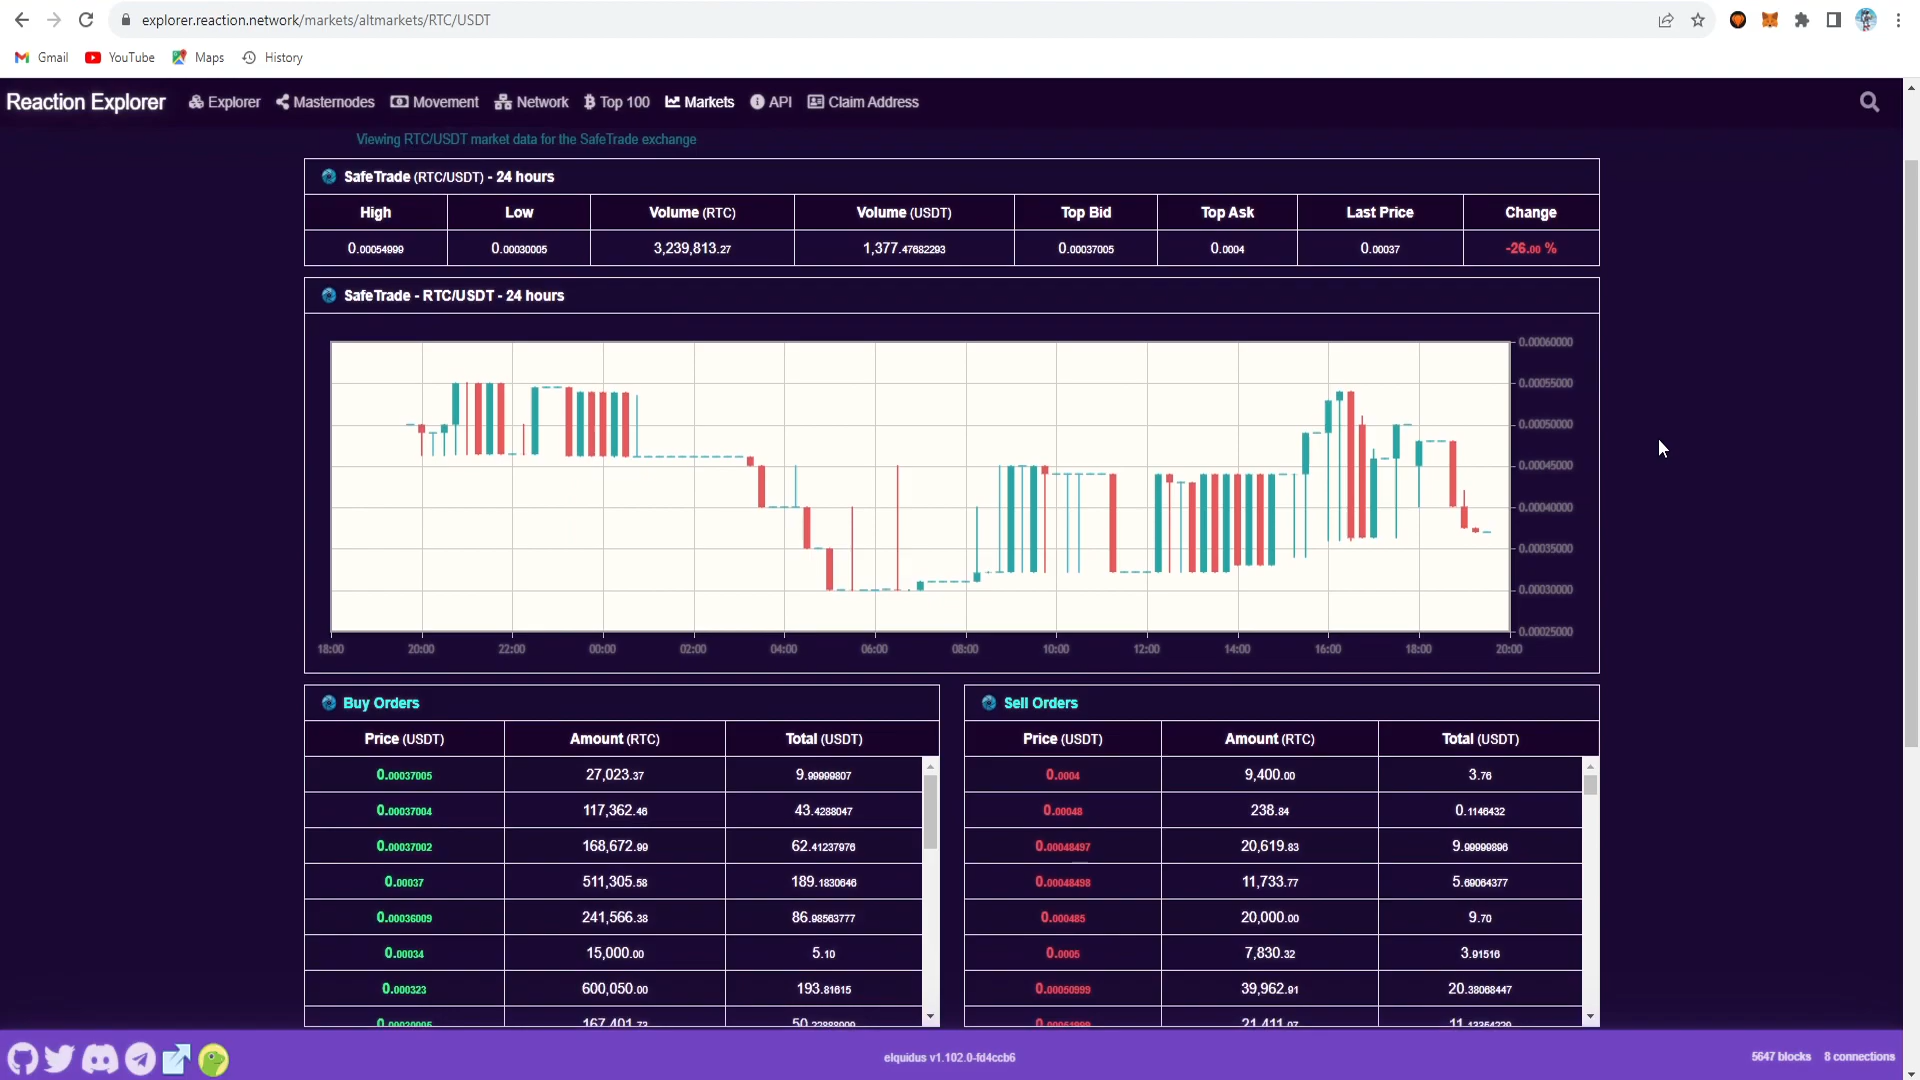 explorer.reaction.network/markets/altmarkets/RTC/USDT
Gmail YouTube Maps History
Reaction Explorer Explorer Masternodes Movement Network Top 100 Markets API Claim Address
Viewing RTC/USDT market data for the SafeTrade exchange
SafeTrade (RTC/USDT) - 24 hours
High Low Volume (RTC) Volume (USDT) Top Bid Top Ask Last Price Change
0.00054999 0.00030005 3,239,813.27 1,377.47682293 0.00037005 0.0004 0.00037 -26.00 %
SafeTrade - RTC/USDT - 24 hours
0.00060000
0.00055000
0.00050000
0.00045000
0.00040000
0.00035000
0.00030000
0.00025000
18:00 20:00 22:00 00:00 02:00 04:00 06:00 08:00 10:00 12:00 14:00 16:00 18:00 20:00
Buy Orders
Price (USDT) Amount (RTC) Total (USDT)
0.00037005 27,023.37 9.99999807
0.00037004 117,362.46 43.4288047
0.00037002 168,672.99 62.41237976
0.00037 511,305.58 189.1830646
0.00036009 241,566.38 86.98563777
0.00034 15,000.00 5.10
0.000323 600,050.00 193.81615
167,401.73
Sell Orders
Price (USDT) Amount (RTC) Total (USDT)
0.0004 9,400.00 3.76
0.00048 238.84 0.1146432
0.00048497 20,619.83 9.99999896
0.00048498 11,733.77 5.69064377
0.000485 20,000.00 9.70
0.0005 7,830.32 3.91516
0.00050999 39,962.91 20.38068447
21,411.07
elquidus v1.102.0-fd4ccb6
5647 blocks 8 connections